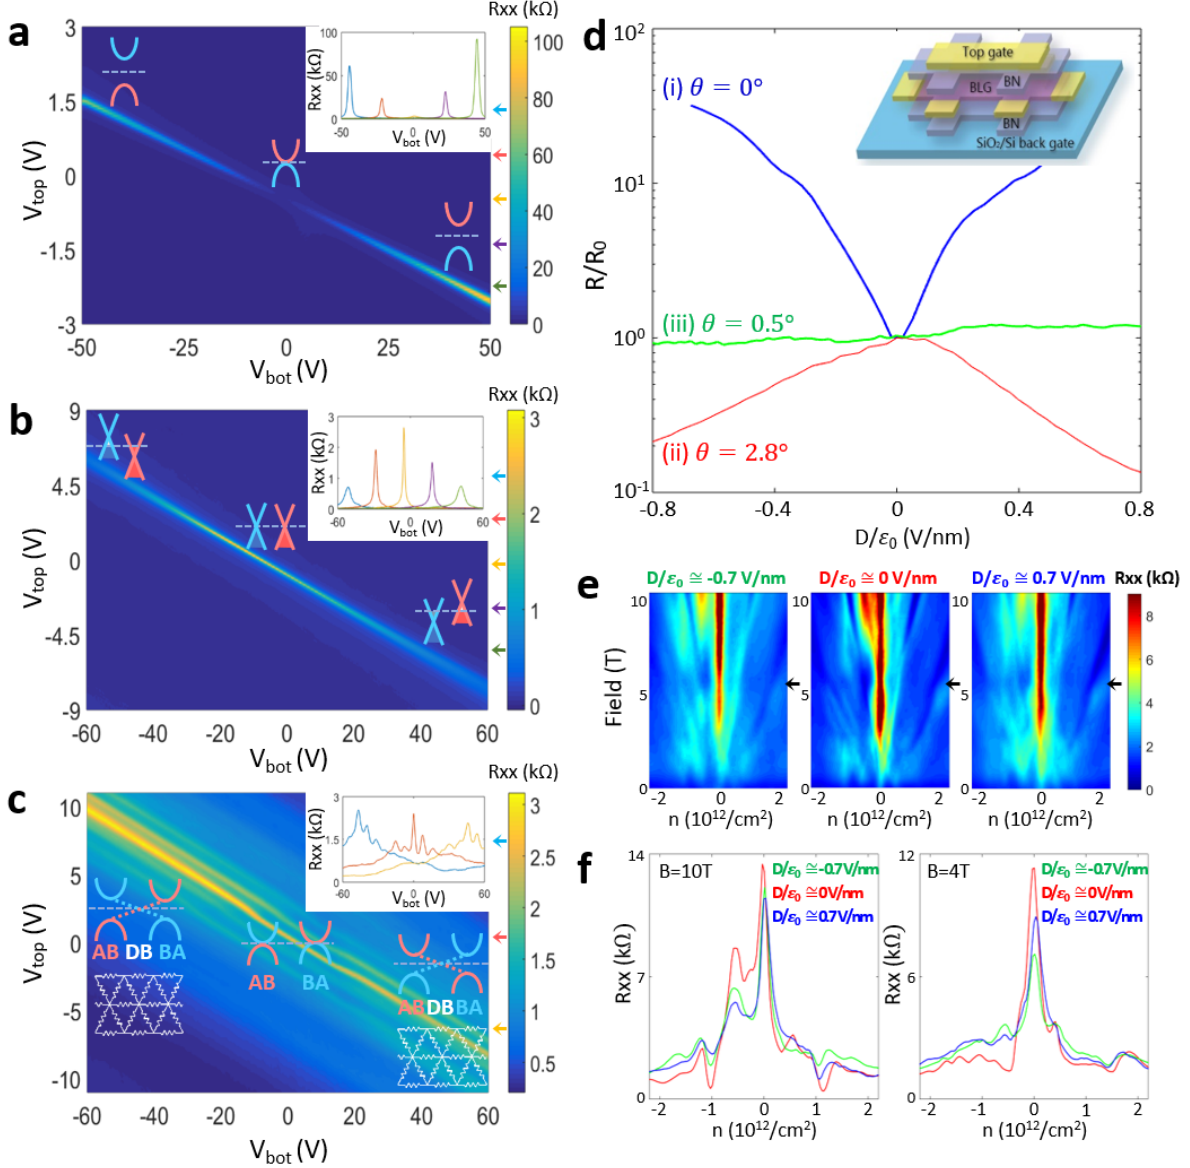 a
Rxx (kΩ)
V_top (V)
3
1.5
0
-1.5
-3
-50
-25
0
25
50
V_bot (V)
Rxx (kΩ)
100
50
0
-50
0
50
V_bot (V)
100
80
60
40
20
0
b
Rxx (kΩ)
V_top (V)
9
4.5
0
-4.5
-9
-60
-40
-20
0
20
40
60
V_bot (V)
Rxx (kΩ)
3
2
1
0
-60
0
60
V_bot (V)
3
2
1
0
c
Rxx (kΩ)
V_top (V)
10
5
0
-5
-10
-60
-40
-20
0
20
40
60
V_bot (V)
Rxx (kΩ)
3
1.5
0
-60
0
60
V_bot (V)
AB DB BA
AB BA
AB DB BA
3
2.5
2
1.5
1
0.5
d
R/R₀
10²
10¹
10⁰
10⁻¹
-0.8
-0.4
0
0.4
0.8
D/ε₀ (V/nm)
(i) θ = 0°
(iii) θ = 0.5°
(ii) θ = 2.8°
Top gate
BN
BLG
BN
SiO₂/Si back gate
e
D/ε₀ ≅ -0.7 V/nm
D/ε₀ ≅ 0 V/nm
D/ε₀ ≅ 0.7 V/nm
Rxx (kΩ)
Field (T)
10
5
0
10
5
0
10
5
0
8
6
4
2
0
-2
0
2
-2
0
2
-2
0
2
n (10¹²/cm²)
n (10¹²/cm²)
n (10¹²/cm²)
f
Rxx (kΩ)
14
7
0
B=10T
D/ε₀ ≅-0.7V/nm
D/ε₀ ≅0V/nm
D/ε₀ ≅0.7V/nm
-2
-1
0
1
2
n (10¹²/cm²)
Rxx (kΩ)
12
6
0
B=4T
D/ε₀ ≅-0.7V/nm
D/ε₀ ≅0V/nm
D/ε₀ ≅0.7V/nm
-2
-1
0
1
2
n (10¹²/cm²)